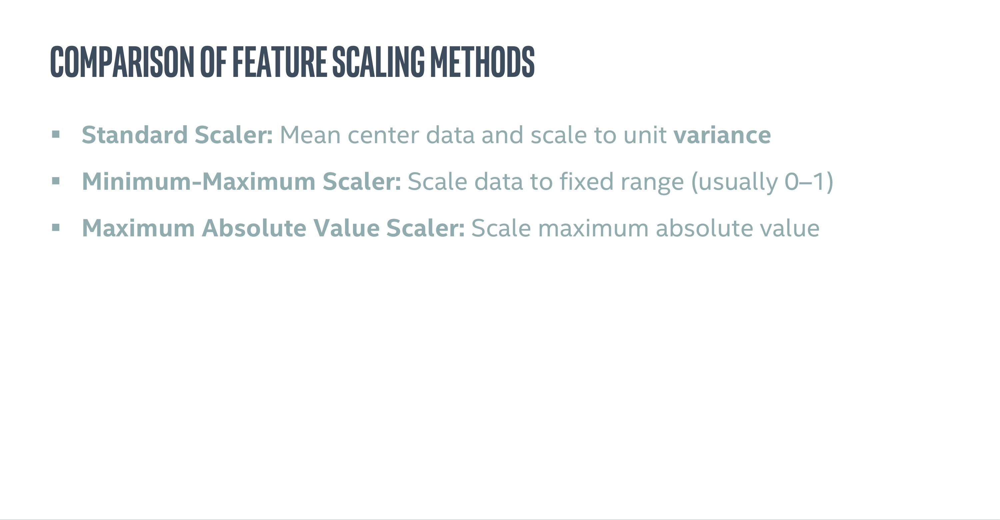 COMPARISON OF FEATURE SCALING METHODS
▪ Standard Scaler: Mean center data and scale to unit variance
▪ Minimum-Maximum Scaler: Scale data to fixed range (usually 0–1)
▪ Maximum Absolute Value Scaler: Scale maximum absolute value